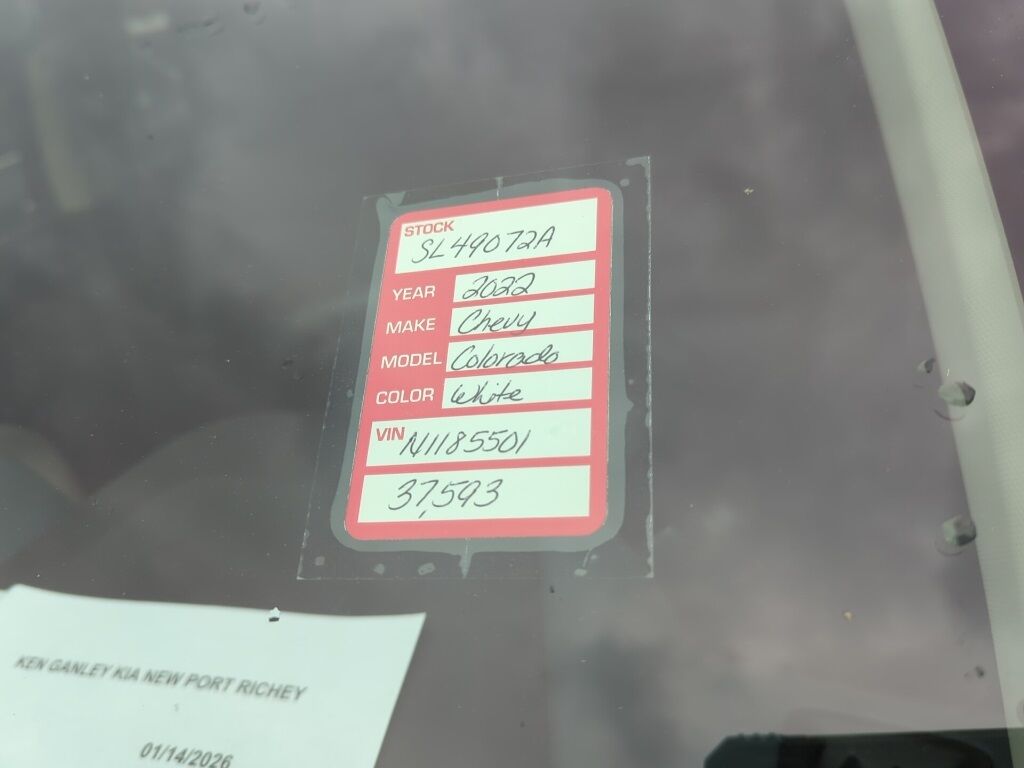 STOCK
SL49072A
YEAR 2022
MAKE Chevy
MODEL Colorado
COLOR White
VIN N1185501
37,593
KEN GANLEY KIA NEW PORT RICHEY
01/14/2026